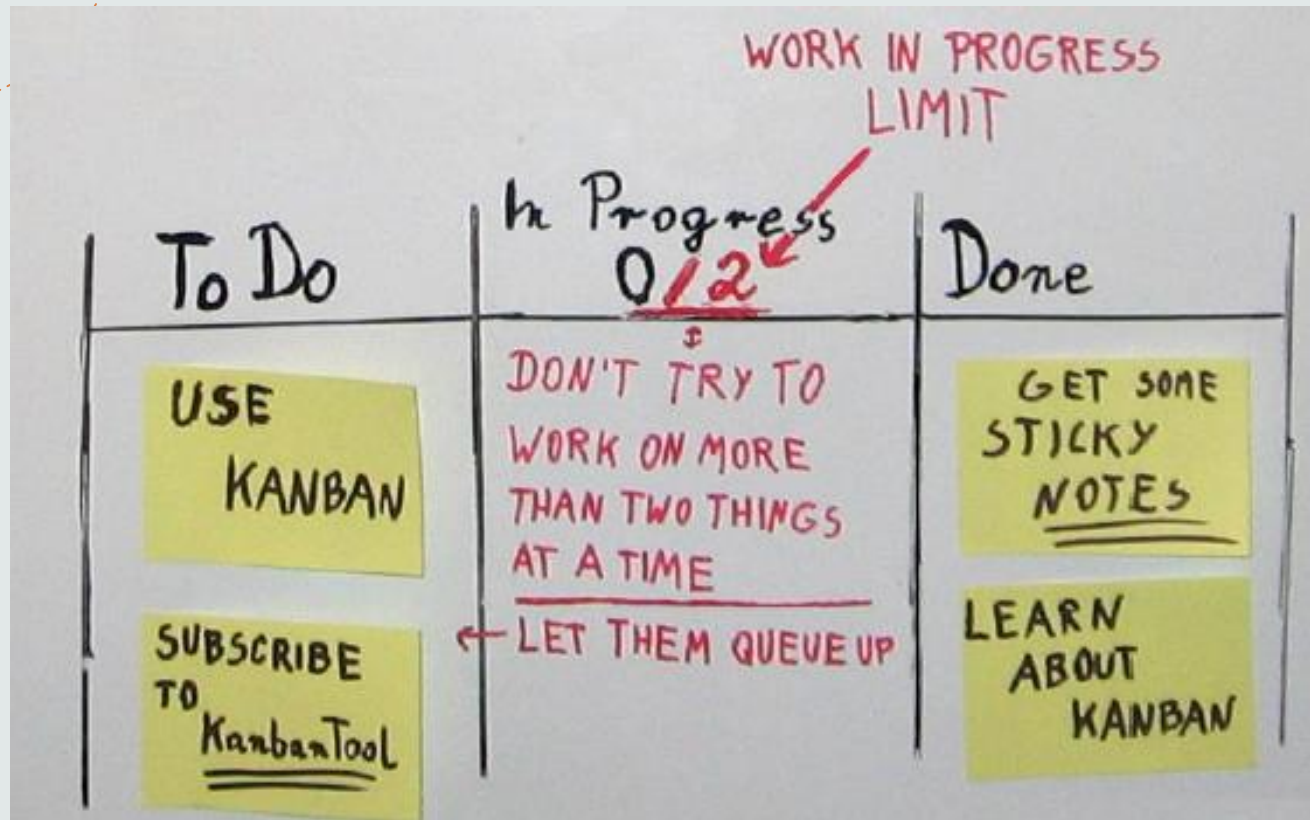 WORK IN PROGRESS
LIMIT
To Do
In Progress
0/2
Done
USE
KANBAN
SUBSCRIBE
TO
KanbanTool
DON'T TRY TO
WORK ON MORE
THAN TWO THINGS
AT A TIME
LET THEM QUEUE UP
GET SOME
STICKY
NOTES
LEARN
ABOUT
KANBAN